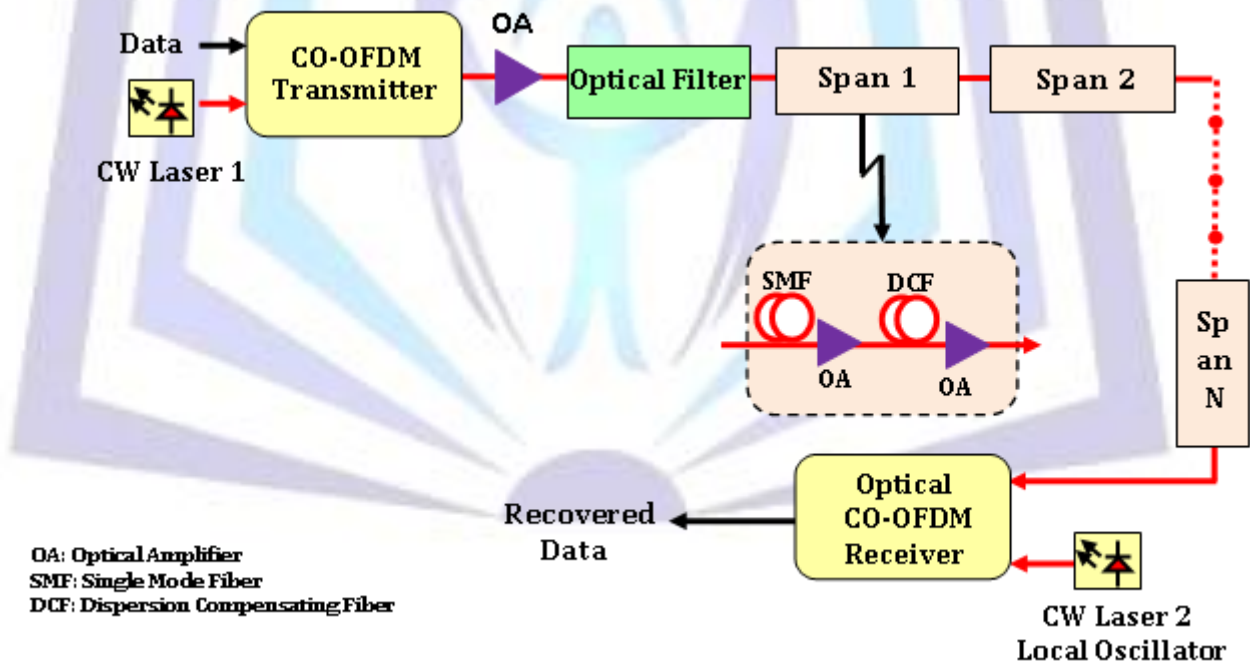 OA
Data
CO-OFDM
Transmitter
Optical Filter
Span 1
Span 2
CW Laser 1
SMF
DCF
OA
OA
Sp
an
N
Optical
CO-OFDM
Receiver
Recovered
Data
OA: Optical Amplifier
SMF: Single Mode Fiber
DCF: Dispersion Compensating Fiber
CW Laser 2
Local Oscillator